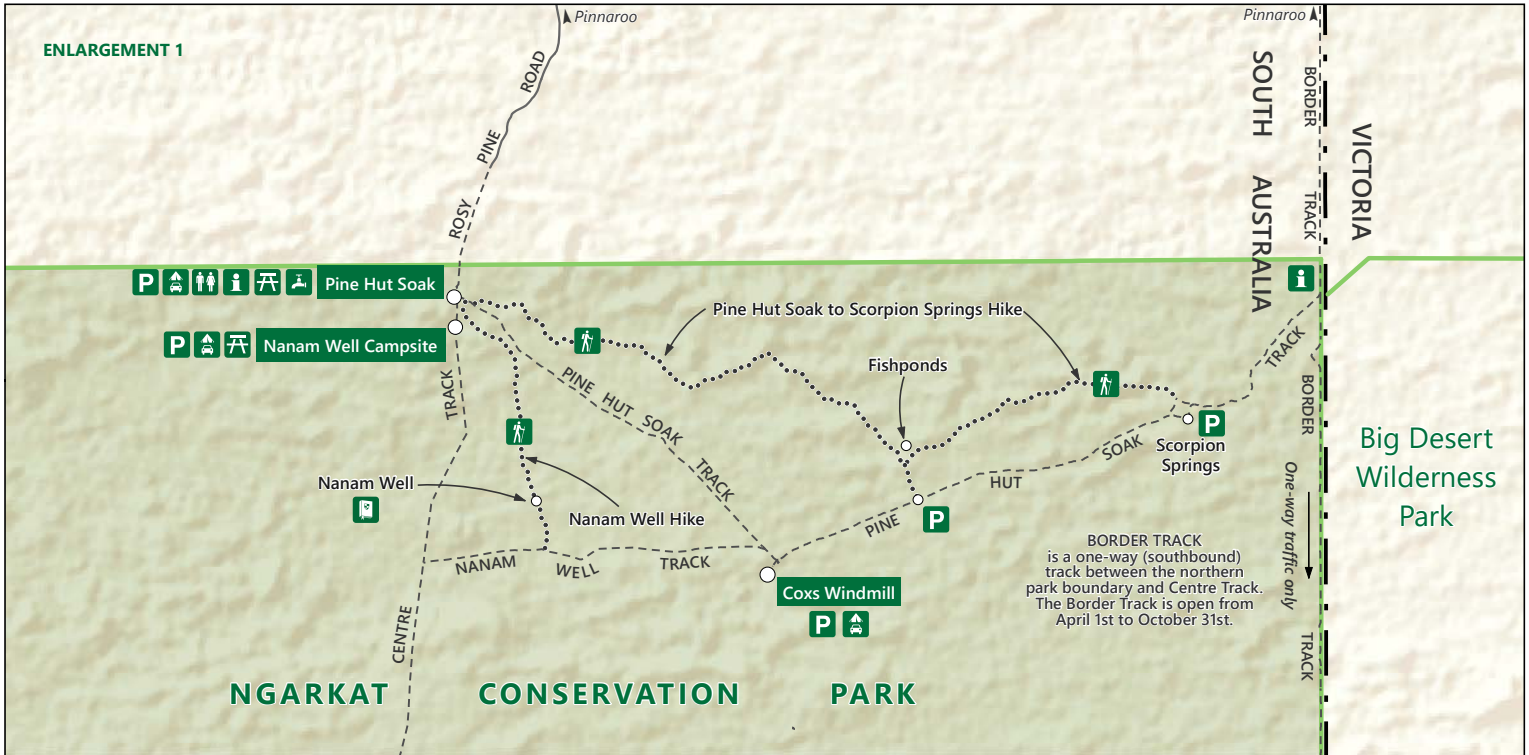 Pinnaroo
Pinnaroo
ENLARGEMENT 1
ROSY PINE ROAD
SOUTH AUSTRALIA
BORDER TRACK
VICTORIA
P
i
Pine Hut Soak
i
P
Nanam Well Campsite
Pine Hut Soak to Scorpion Springs Hike
Fishponds
TRACK
PINE HUT SOAK TRACK
P
Scorpion
Springs
PINE HUT SOAK TRACK
BORDER TRACK
Big Desert
Wilderness
Park
Nanam Well
Nanam Well Hike
P
One-way traffic only
NANAM WELL TRACK
Coxs Windmill
P
BORDER TRACK
is a one-way (southbound)
track between the northern
park boundary and Centre Track.
The Border Track is open from
April 1st to October 31st.
CENTRE
NGARKAT CONSERVATION PARK